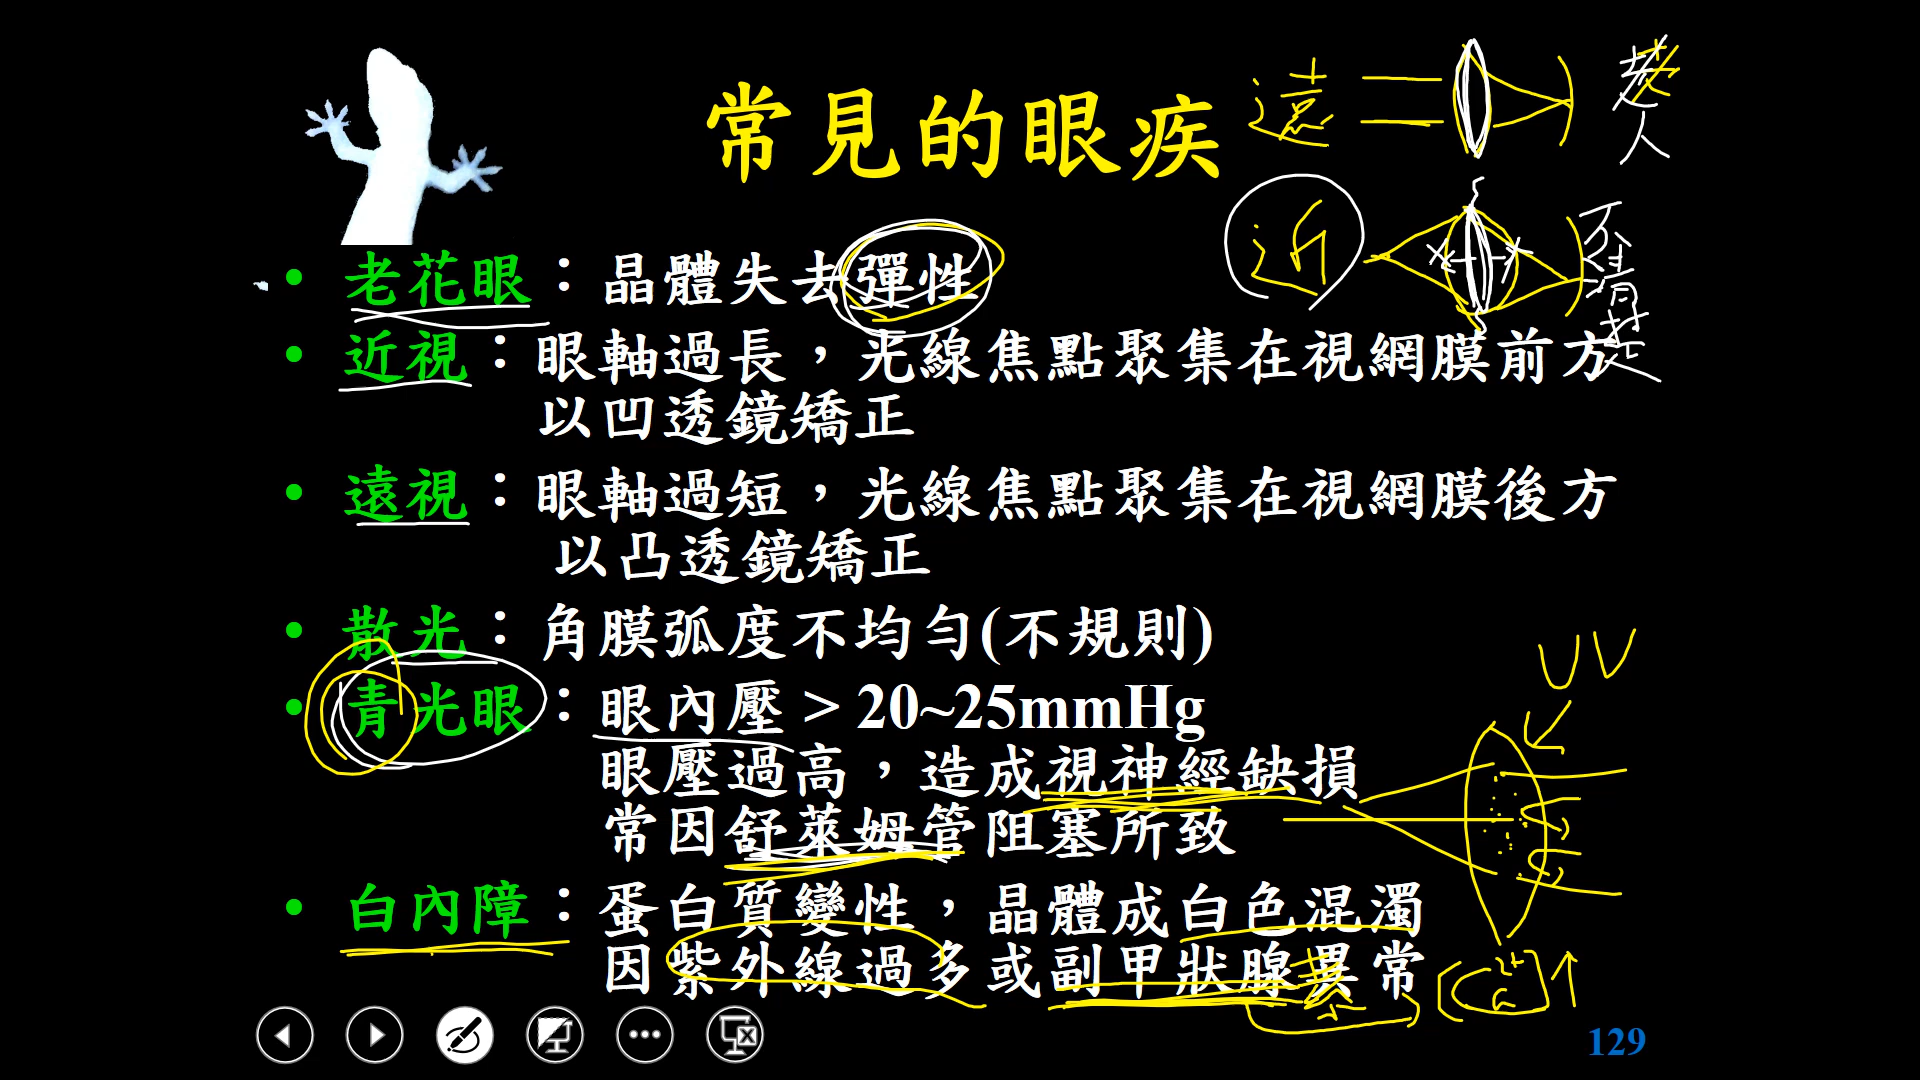 常見的眼疾
遠
老人
近
不清楚
• 老花眼：晶體失去彈性
• 近視：眼軸過長，光線焦點聚集在視網膜前方
以凹透鏡矯正
• 遠視：眼軸過短，光線焦點聚集在視網膜後方
以凸透鏡矯正
• 散光：角膜弧度不均勻(不規則)
UV
• 青光眼：眼內壓 > 20~25mmHg
眼壓過高，造成視神經缺損
常因舒萊姆管阻塞所致
• 白內障：蛋白質變性，晶體成白色混濁
因紫外線過多或副甲狀腺異常
129